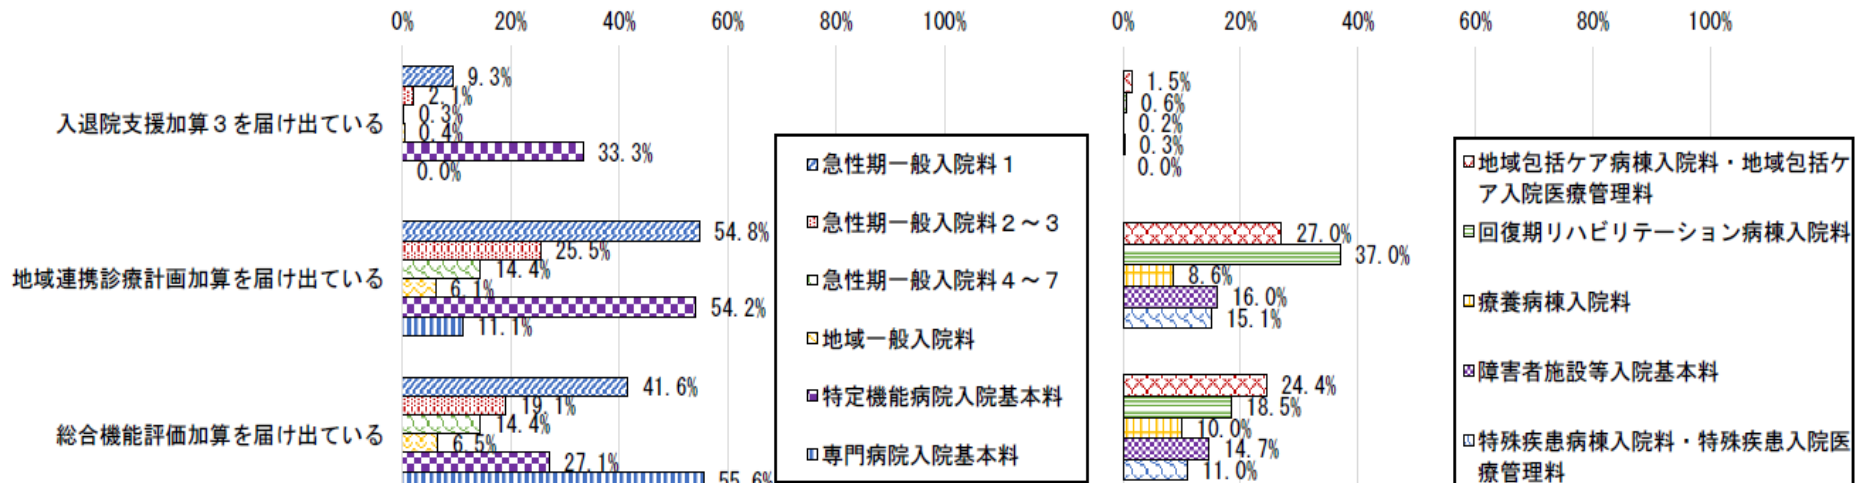 0% 20% 40% 60% 80% 100%
0% 20% 40% 60% 80% 100%
入退院支援加算３を届け出ている
9.3%
2.1%
0.3%
0.4%
33.3%
0.0%
1.5%
0.6%
0.2%
0.3%
0.0%
地域連携診療計画加算を届け出ている
54.8%
25.5%
14.4%
6.1%
54.2%
11.1%
27.0%
37.0%
8.6%
16.0%
15.1%
総合機能評価加算を届け出ている
41.6%
19.1%
14.4%
6.5%
27.1%
55.6%
24.4%
18.5%
10.0%
14.7%
11.0%
急性期一般入院料１
急性期一般入院料２～３
急性期一般入院料４～７
地域一般入院料
特定機能病院入院基本料
専門病院入院基本料
地域包括ケア病棟入院料・地域包括ケ
ア入院医療管理料
回復期リハビリテーション病棟入院料
療養病棟入院料
障害者施設等入院基本料
特殊疾患病棟入院料・特殊疾患入院医
療管理料